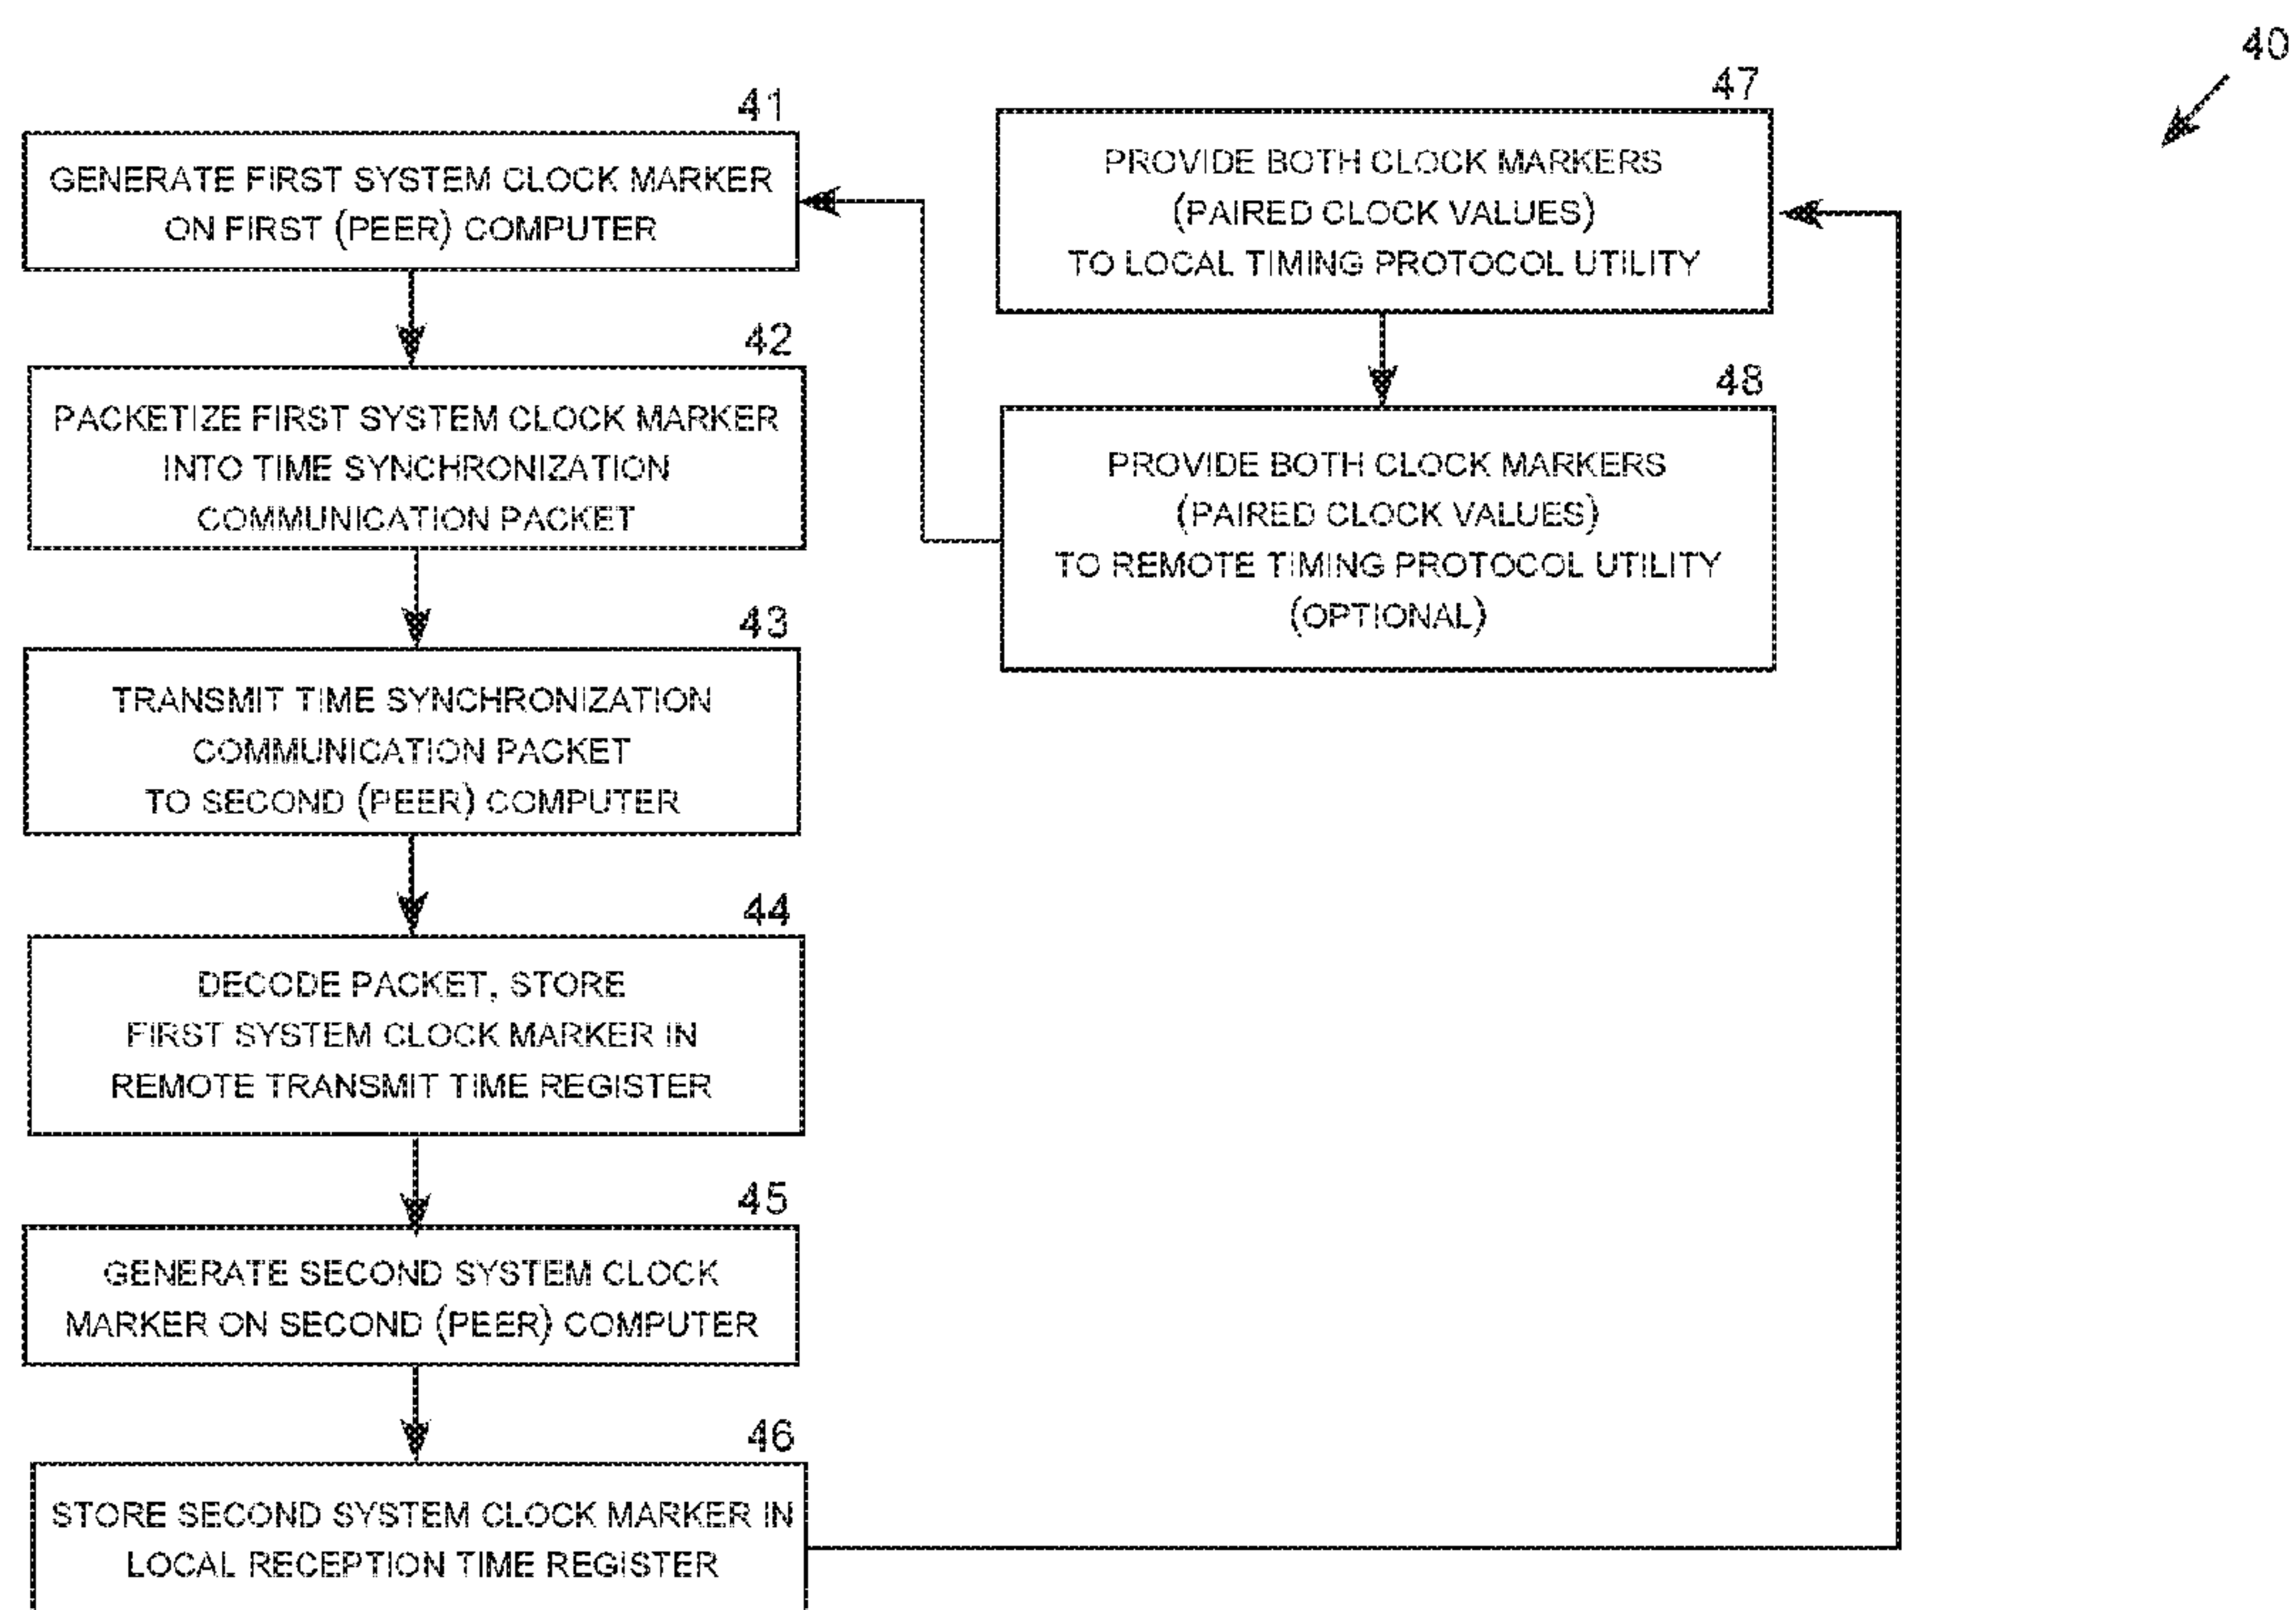 40
41
GENERATE FIRST SYSTEM CLOCK MARKER
ON FIRST (PEER) COMPUTER
42
PACKETIZE FIRST SYSTEM CLOCK MARKER
INTO TIME SYNCHRONIZATION
COMMUNICATION PACKET
43
TRANSMIT TIME SYNCHRONIZATION
COMMUNICATION PACKET
TO SECOND (PEER) COMPUTER
44
DECODE PACKET, STORE
FIRST SYSTEM CLOCK MARKER IN
REMOTE TRANSMIT TIME REGISTER
45
GENERATE SECOND SYSTEM CLOCK
MARKER ON SECOND (PEER) COMPUTER
46
STORE SECOND SYSTEM CLOCK MARKER IN
LOCAL RECEPTION TIME REGISTER
47
PROVIDE BOTH CLOCK MARKERS
(PAIRED CLOCK VALUES)
TO LOCAL TIMING PROTOCOL UTILITY
48
PROVIDE BOTH CLOCK MARKERS
(PAIRED CLOCK VALUES)
TO REMOTE TIMING PROTOCOL UTILITY
(OPTIONAL)